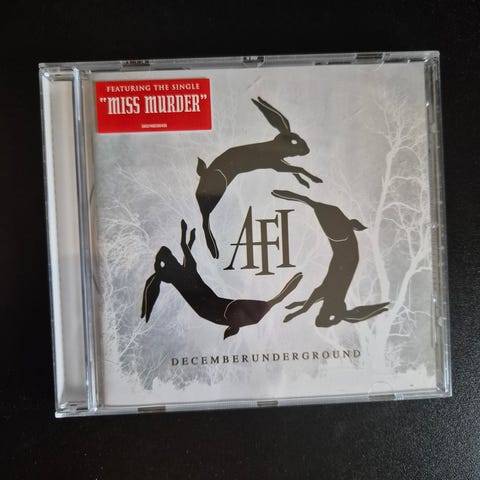 FEATURING THE SINGLE
"MISS MURDER"
AFI
DECEMBERUNDERGROUND